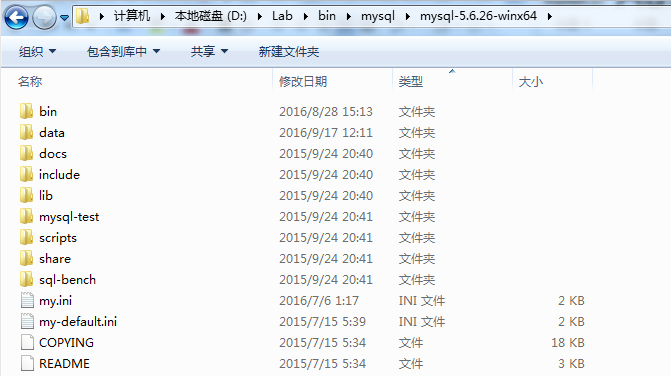 计算机 ▸ 本地磁盘 (D:) ▸ Lab ▸ bin ▸ mysql ▸ mysql-5.6.26-winx64 ▸
组织 包含到库中 共享 新建文件夹
名称 修改日期 类型 大小
bin 2016/8/28 15:13 文件夹
data 2016/9/17 12:11 文件夹
docs 2015/9/24 20:40 文件夹
include 2015/9/24 20:40 文件夹
lib 2015/9/24 20:40 文件夹
mysql-test 2015/9/24 20:41 文件夹
scripts 2015/9/24 20:41 文件夹
share 2015/9/24 20:41 文件夹
sql-bench 2015/9/24 20:41 文件夹
my.ini 2016/7/6 1:17 INI 文件 2 KB
my-default.ini 2015/7/15 5:39 INI 文件 2 KB
COPYING 2015/7/15 5:34 文件 18 KB
README 2015/7/15 5:34 文件 3 KB